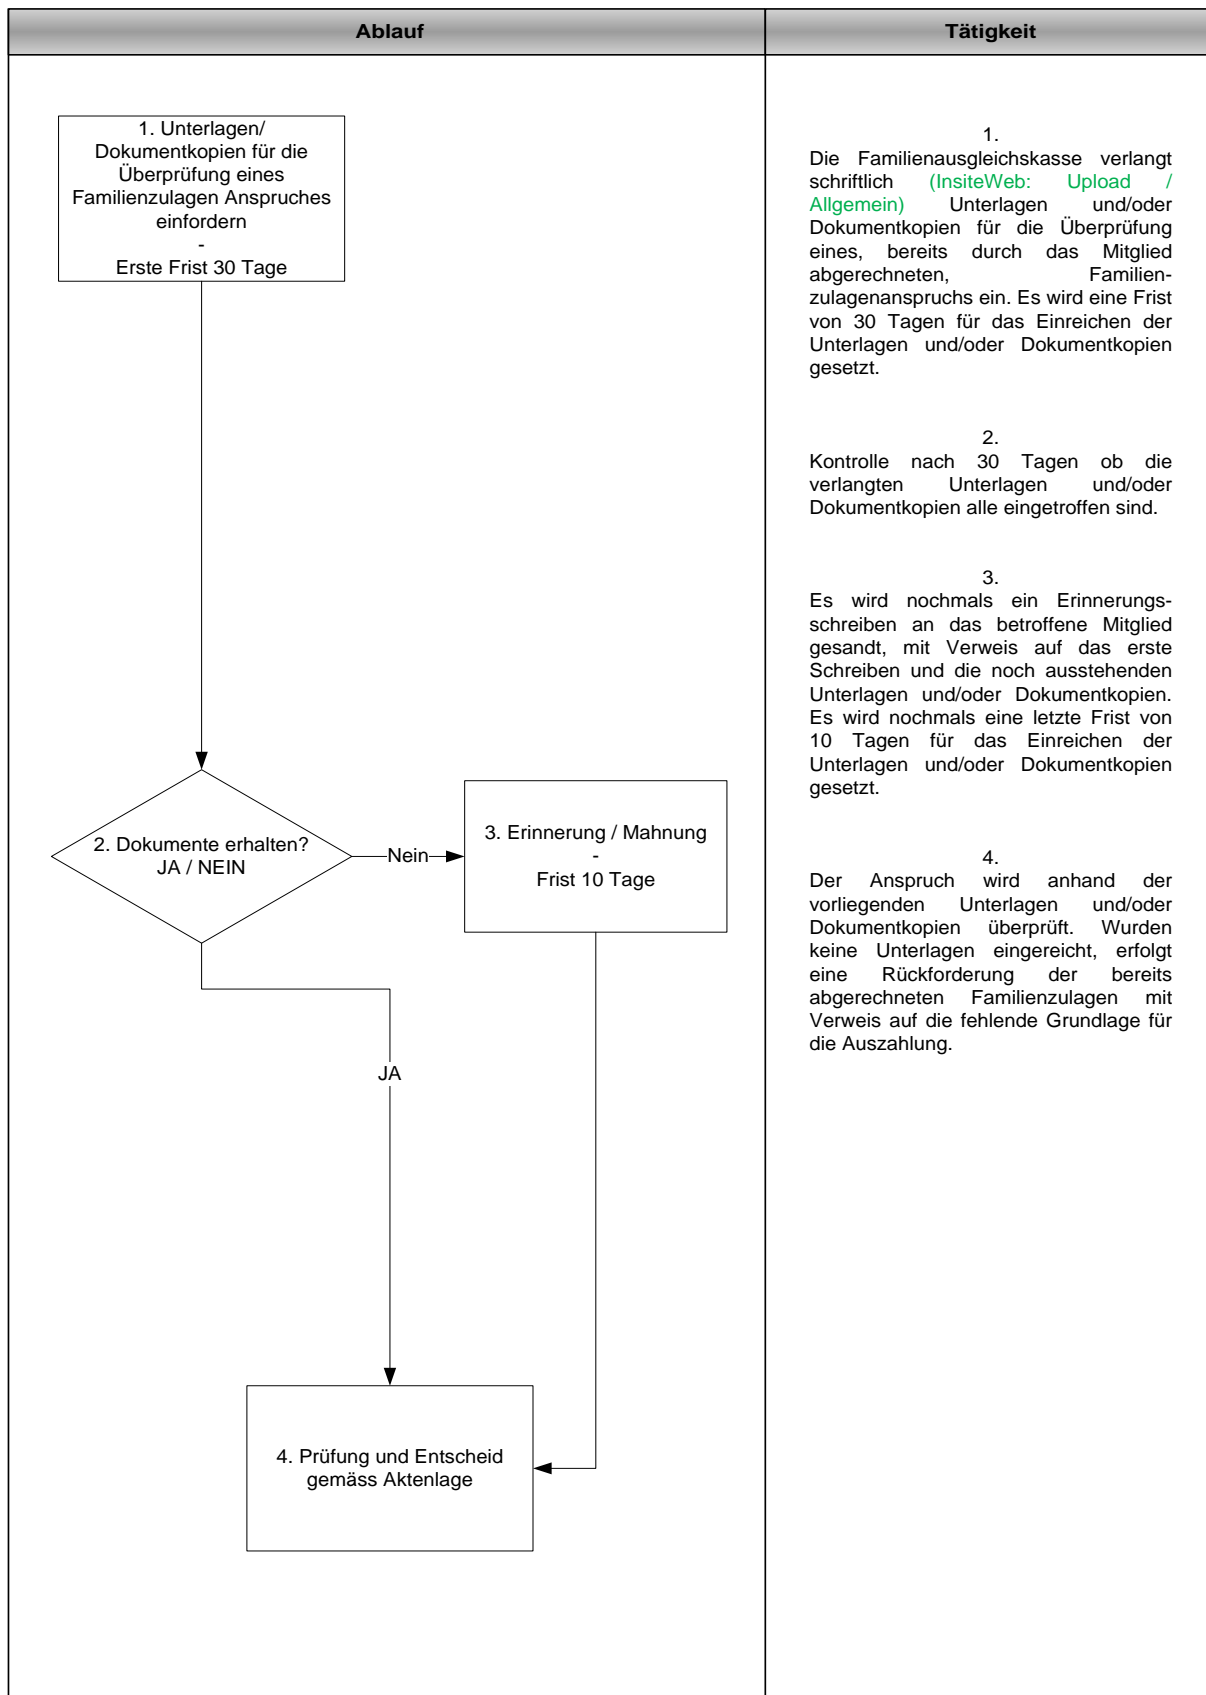 Ablauf
Tätigkeit
1. Unterlagen/
Dokumentkopien für die
Überprüfung eines
Familienzulagen Anspruches
einfordern
-
Erste Frist 30 Tage
2. Dokumente erhalten?
JA / NEIN
Nein
3. Erinnerung / Mahnung
-
Frist 10 Tage
JA
4. Prüfung und Entscheid
gemäss Aktenlage
1.
Die Familienausgleichskasse verlangt
schriftlich (InsiteWeb: Upload /
Allgemein) Unterlagen und/oder
Dokumentkopien für die Überprüfung
eines, bereits durch das Mitglied
abgerechneten, Familien-
zulagenanspruchs ein. Es wird eine Frist
von 30 Tagen für das Einreichen der
Unterlagen und/oder Dokumentkopien
gesetzt.
2.
Kontrolle nach 30 Tagen ob die
verlangten Unterlagen und/oder
Dokumentkopien alle eingetroffen sind.
3.
Es wird nochmals ein Erinnerungs-
schreiben an das betroffene Mitglied
gesandt, mit Verweis auf das erste
Schreiben und die noch ausstehenden
Unterlagen und/oder Dokumentkopien.
Es wird nochmals eine letzte Frist von
10 Tagen für das Einreichen der
Unterlagen und/oder Dokumentkopien
gesetzt.
4.
Der Anspruch wird anhand der
vorliegenden Unterlagen und/oder
Dokumentkopien überprüft. Wurden
keine Unterlagen eingereicht, erfolgt
eine Rückforderung der bereits
abgerechneten Familienzulagen mit
Verweis auf die fehlende Grundlage für
die Auszahlung.